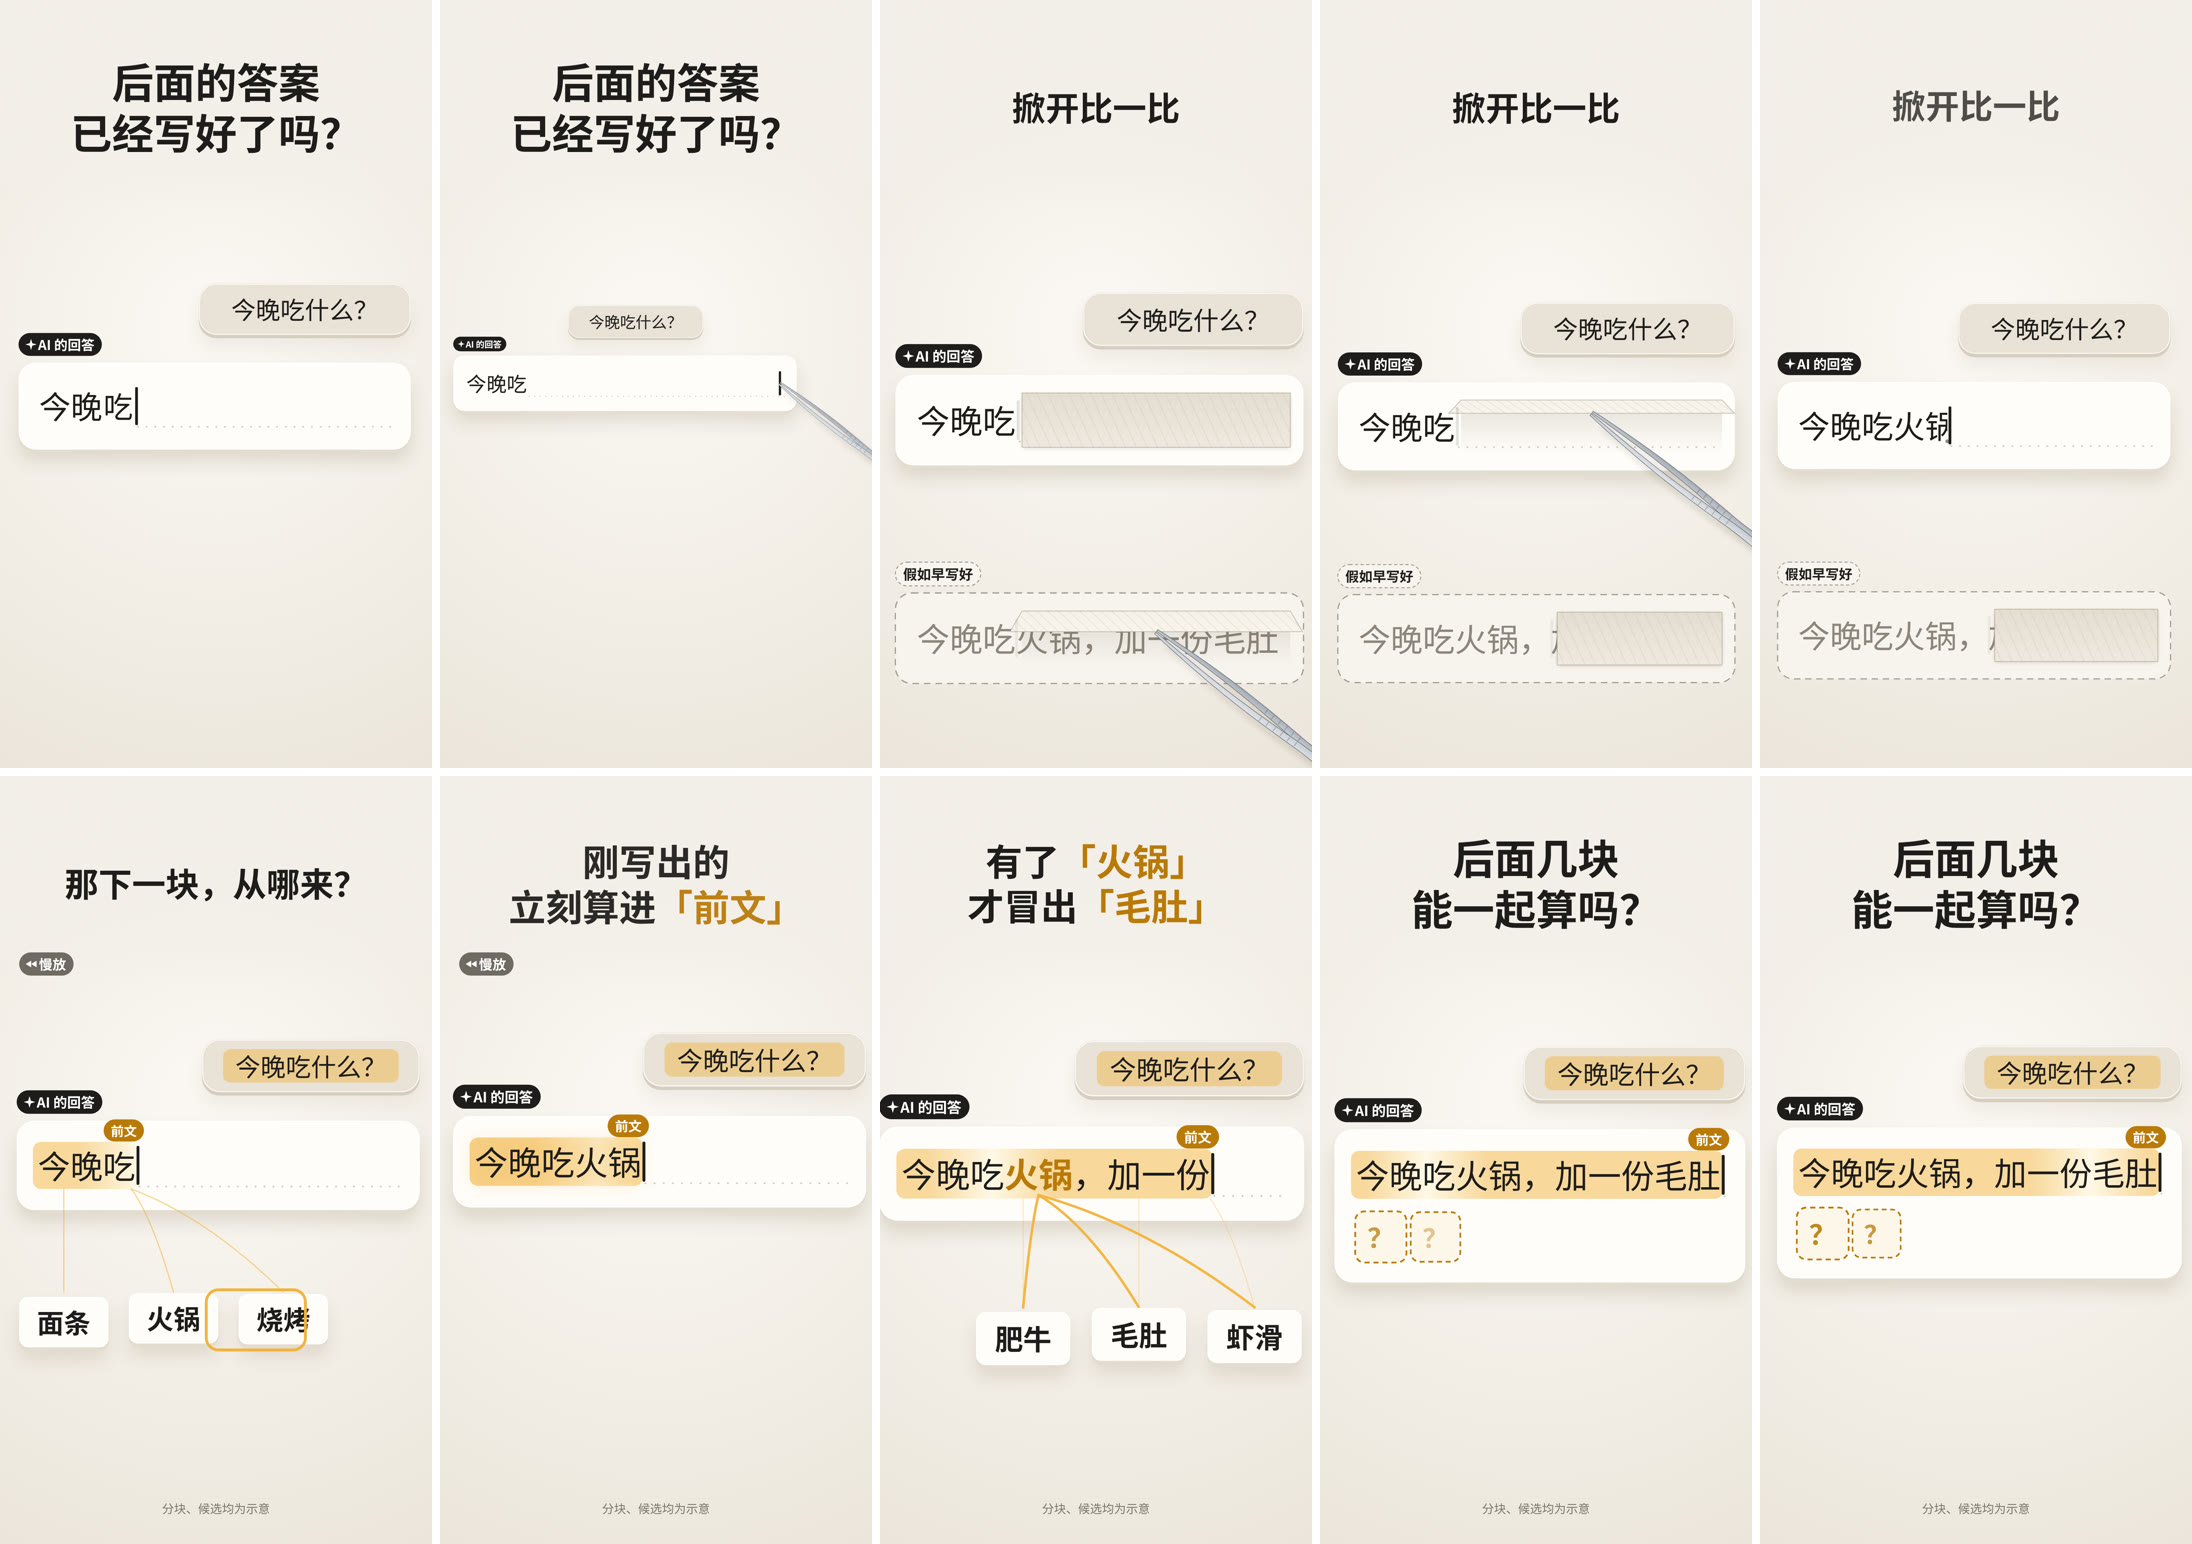 后面的答案
已经写好了吗？
今晚吃什么？
AI 的回答
今晚吃
后面的答案
已经写好了吗？
今晚吃什么？
AI 的回答
今晚吃
掀开比一比
今晚吃什么？
AI 的回答
今晚吃
假如早写好
今晚吃火锅，加一份毛肚
掀开比一比
今晚吃什么？
AI 的回答
今晚吃
假如早写好
今晚吃火锅，
掀开比一比
今晚吃什么？
AI 的回答
今晚吃火锅
假如早写好
今晚吃火锅，
那下一块，从哪来？
慢放
今晚吃什么？
AI 的回答
前文
今晚吃
面条 火锅 烧烤
分块、候选均为示意
刚写出的
立刻算进「前文」
慢放
今晚吃什么？
AI 的回答
前文
今晚吃火锅
分块、候选均为示意
有了「火锅」
才冒出「毛肚」
今晚吃什么？
AI 的回答
前文
今晚吃火锅，加一份
肥牛 毛肚 虾滑
分块、候选均为示意
后面几块
能一起算吗？
今晚吃什么？
AI 的回答
前文
今晚吃火锅，加一份毛肚
? ?
分块、候选均为示意
后面几块
能一起算吗？
今晚吃什么？
AI 的回答
前文
今晚吃火锅，加一份毛肚
? ?
分块、候选均为示意